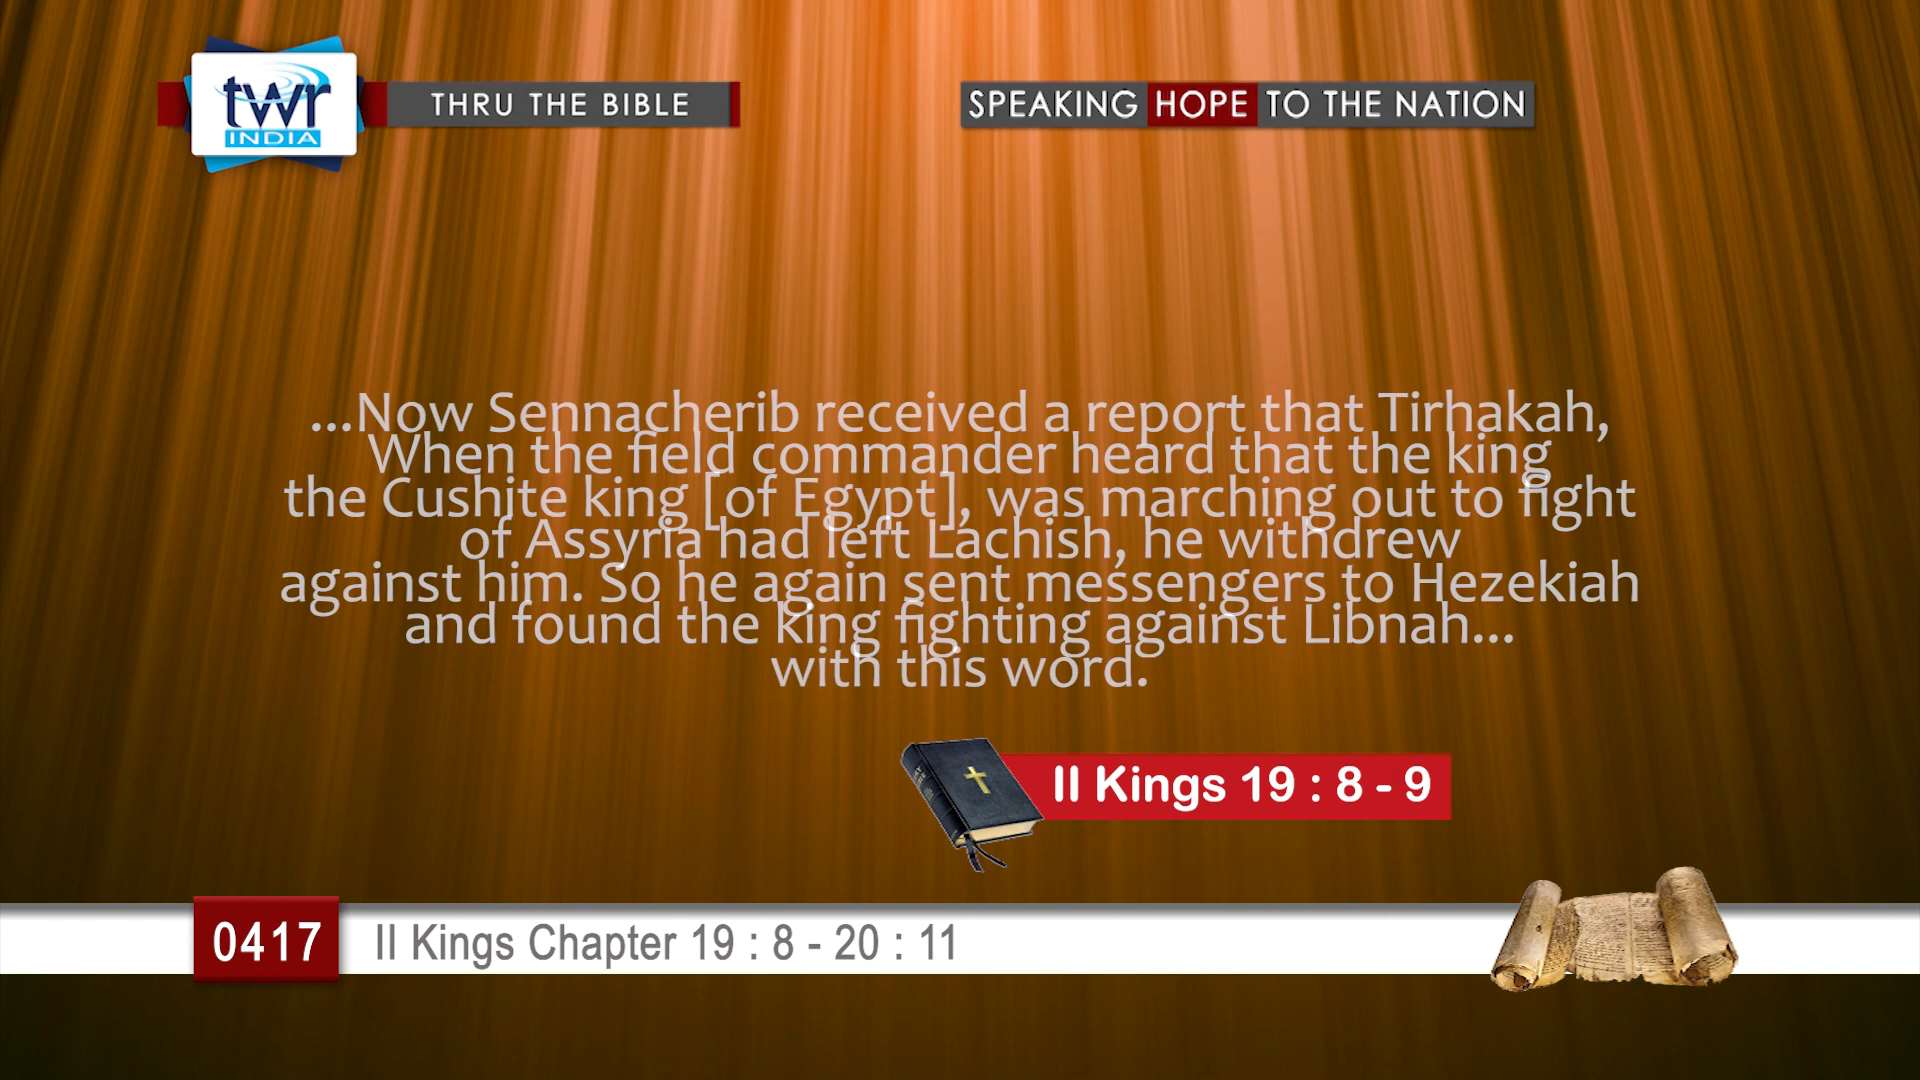 twr
INDIA
THRU THE BIBLE
SPEAKING HOPE TO THE NATION
...Now Sennacherib received a report that Tirhakah,
When the field commander heard that the king
the Cushite king [of Egypt], was marching out to fight
of Assyria had left Lachish, he withdrew
against him. So he again sent messengers to Hezekiah
and found the king fighting against Libnah...
with this word.
II Kings 19 : 8 - 9
0417
II Kings Chapter 19 : 8 - 20 : 11